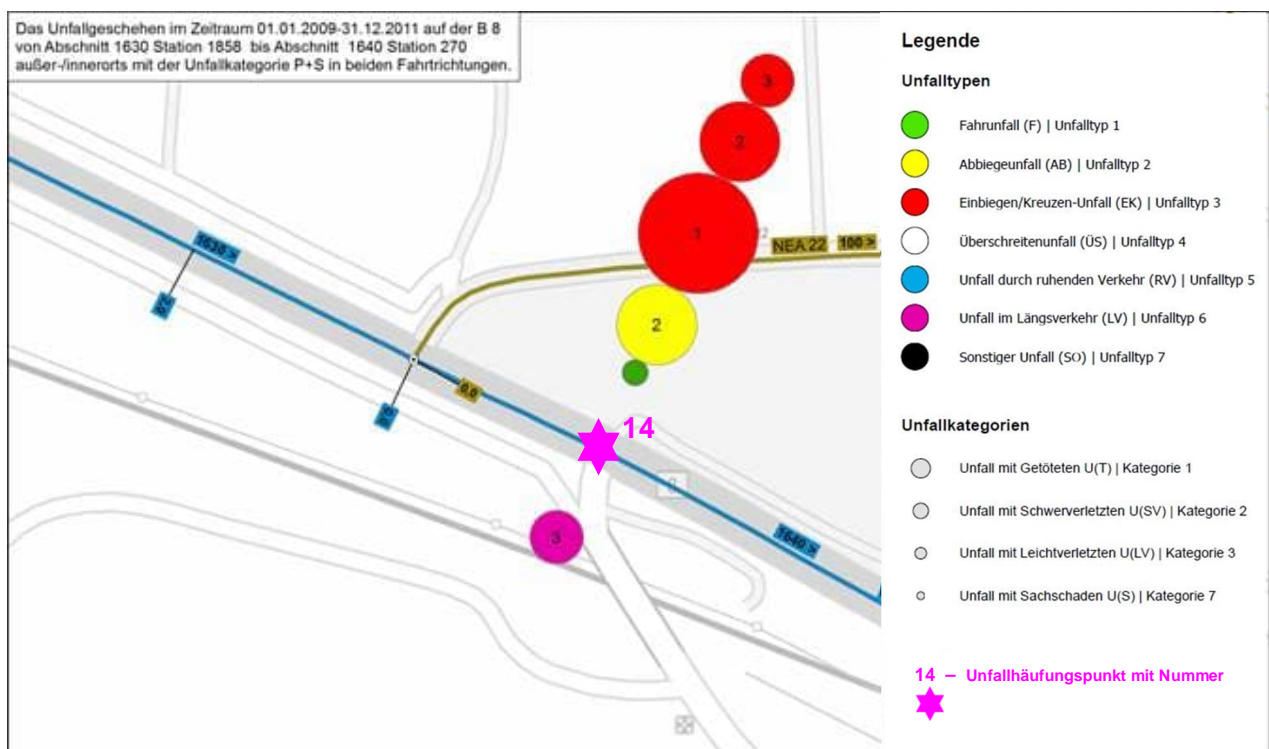 Das Unfallgeschehen im Zeitraum 01.01.2009-31.12.2011 auf der B 8
von Abschnitt 1630 Station 1858 bis Abschnitt 1640 Station 270
außer-/innerorts mit der Unfallkategorie P+S in beiden Fahrtrichtungen.
3
2
1
NEA 22 100 >
1630 >
2
0.0
14
3
1640 >
Legende
Unfalltypen
Fahrunfall (F) | Unfalltyp 1
Abbiegeunfall (AB) | Unfalltyp 2
Einbiegen/Kreuzen-Unfall (EK) | Unfalltyp 3
Überschreitenunfall (ÜS) | Unfalltyp 4
Unfall durch ruhenden Verkehr (RV) | Unfalltyp 5
Unfall im Längsverkehr (LV) | Unfalltyp 6
Sonstiger Unfall (SO) | Unfalltyp 7
Unfallkategorien
Unfall mit Getöteten U(T) | Kategorie 1
Unfall mit Schwerverletzten U(SV) | Kategorie 2
Unfall mit Leichtverletzten U(LV) | Kategorie 3
Unfall mit Sachschaden U(S) | Kategorie 7
14 – Unfallhäufungspunkt mit Nummer